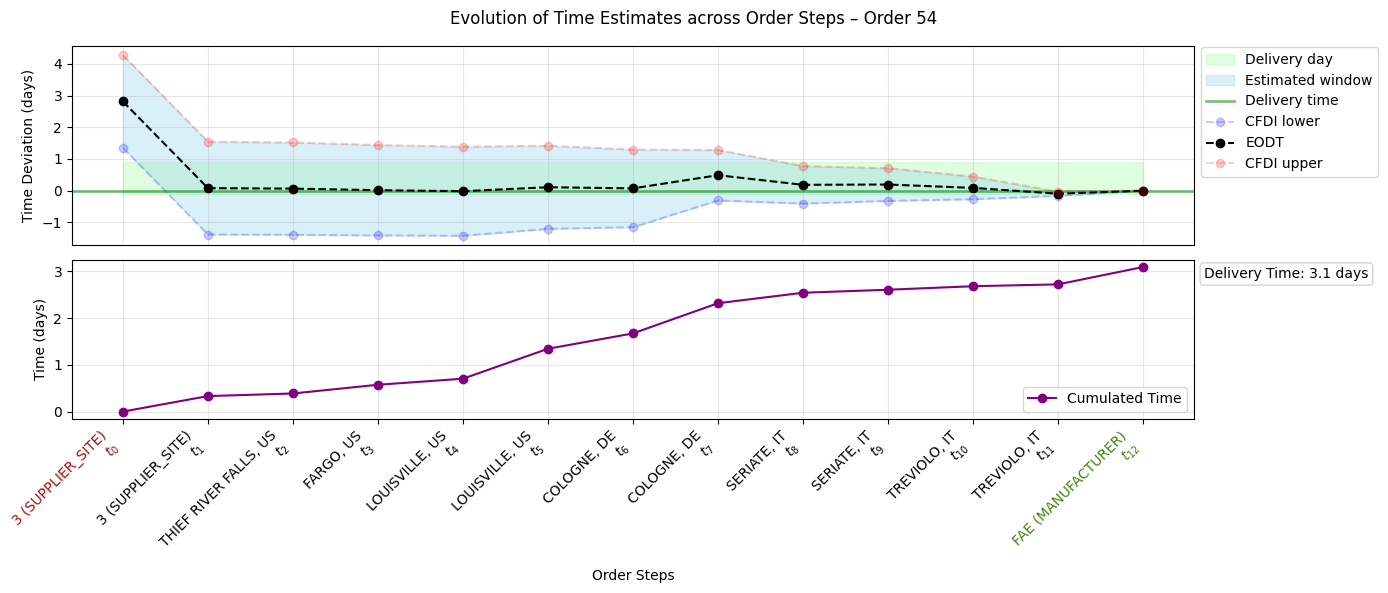 Evolution of Time Estimates across Order Steps – Order 54
Time Deviation (days)
4
3
2
1
0
−1
Delivery day
Estimated window
Delivery time
CFDI lower
EODT
CFDI upper
Time (days)
3
2
1
0
Cumulated Time
Delivery Time: 3.1 days
3 (SUPPLIER_SITE)
t0
3 (SUPPLIER_SITE)
t1
THIEF RIVER FALLS, US
t2
FARGO, US
t3
LOUISVILLE, US
t4
LOUISVILLE, US
t5
COLOGNE, DE
t6
COLOGNE, DE
t7
SERIATE, IT
t8
SERIATE, IT
t9
TREVIOLO, IT
t10
TREVIOLO, IT
t11
FAE (MANUFACTURER)
t12
Order Steps